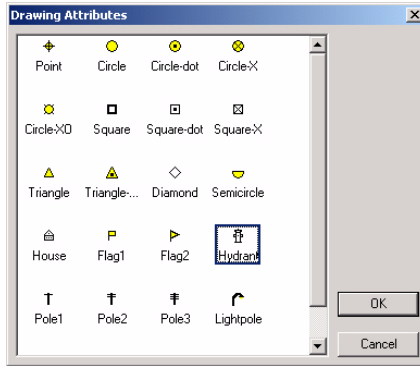 Drawing Attributes
Point Circle Circle-dot Circle-X
Circle-XO Square Square-dot Square-X
Triangle Triangle-... Diamond Semicircle
House Flag1 Flag2 Hydrant
Pole1 Pole2 Pole3 Lightpole
OK
Cancel